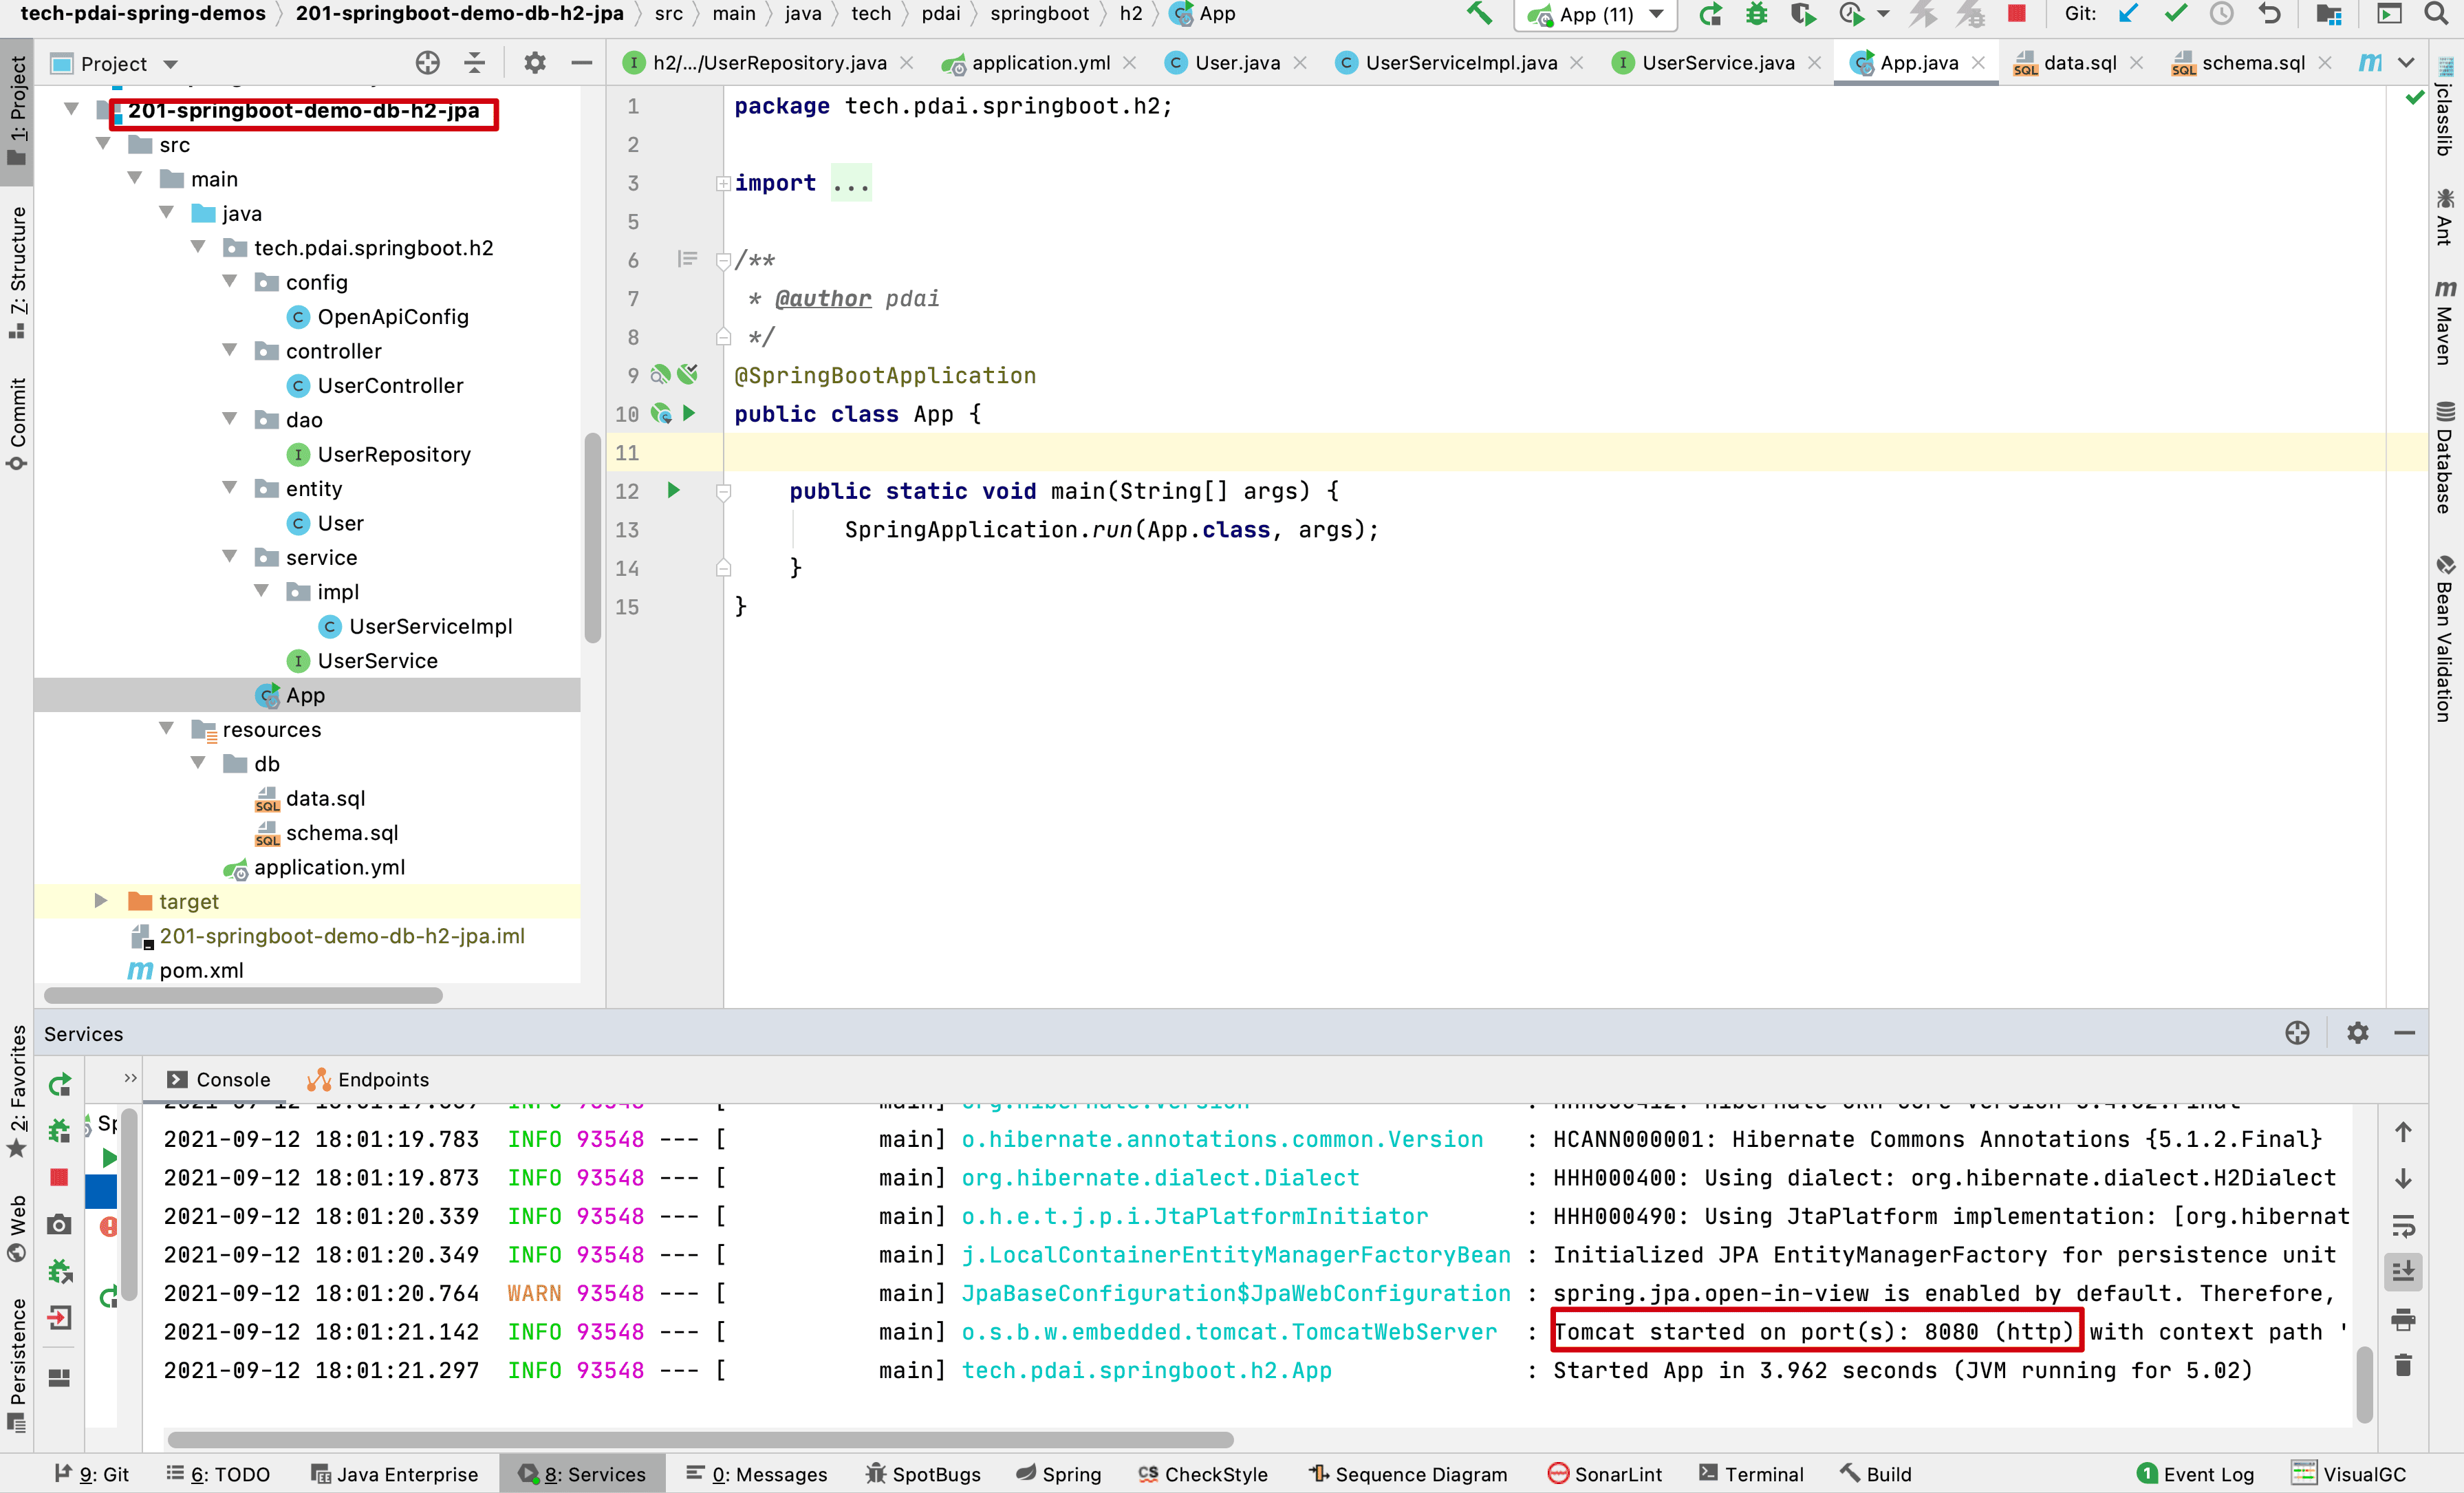 tech-pdai-spring-demos 201-springboot-demo-db-h2-jpa src main java tech pdai springboot h2 App
App (11)
Git:
1: Project
Z: Structure
Commit
2: Favorites
Web
Persistence
Project
201-springboot-demo-db-h2-jpa
src
main
java
tech.pdai.springboot.h2
config
OpenApiConfig
controller
UserController
dao
UserRepository
entity
User
service
impl
UserServiceImpl
UserService
App
resources
db
data.sql
schema.sql
application.yml
target
201-springboot-demo-db-h2-jpa.iml
pom.xml
h2/.../UserRepository.java application.yml User.java UserServiceImpl.java UserService.java App.java data.sql schema.sql m
1 package tech.pdai.springboot.h2;
2
3 import ...
5
6 /**
7 * @author pdai
8 */
9 @SpringBootApplication
10 public class App {
11
12 public static void main(String[] args) {
13 SpringApplication.run(App.class, args);
14 }
15 }
jclasslib
Ant
Maven
Database
Bean Validation
Services
Console Endpoints
2021-09-12 18:01:19.783 INFO 93548 --- [ main] o.hibernate.annotations.common.Version : HCANN000001: Hibernate Commons Annotations {5.1.2.Final}
2021-09-12 18:01:19.873 INFO 93548 --- [ main] org.hibernate.dialect.Dialect : HHH000400: Using dialect: org.hibernate.dialect.H2Dialect
2021-09-12 18:01:20.339 INFO 93548 --- [ main] o.h.e.t.j.p.i.JtaPlatformInitiator : HHH000490: Using JtaPlatform implementation: [org.hibernat
2021-09-12 18:01:20.349 INFO 93548 --- [ main] j.LocalContainerEntityManagerFactoryBean : Initialized JPA EntityManagerFactory for persistence unit
2021-09-12 18:01:20.764 WARN 93548 --- [ main] JpaBaseConfiguration$JpaWebConfiguration : spring.jpa.open-in-view is enabled by default. Therefore,
2021-09-12 18:01:21.142 INFO 93548 --- [ main] o.s.b.w.embedded.tomcat.TomcatWebServer : Tomcat started on port(s): 8080 (http) with context path '
2021-09-12 18:01:21.297 INFO 93548 --- [ main] tech.pdai.springboot.h2.App : Started App in 3.962 seconds (JVM running for 5.02)
9: Git 6: TODO Java Enterprise 8: Services 0: Messages SpotBugs Spring CheckStyle Sequence Diagram SonarLint Terminal Build 1 Event Log VisualGC